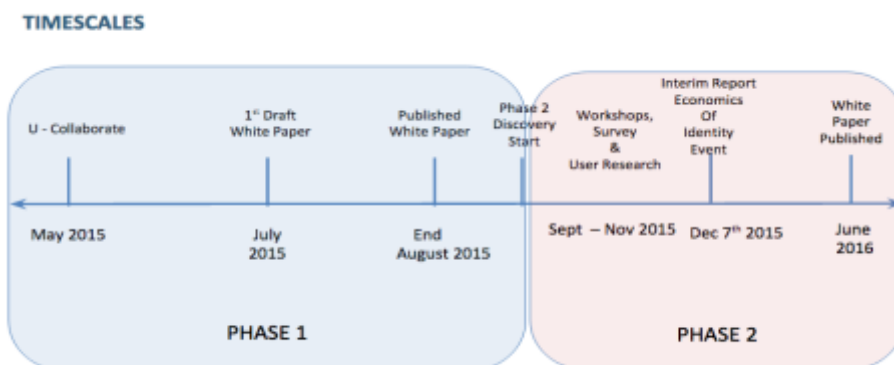 TIMESCALES
U - Collaborate
1st Draft
White Paper
Published
White Paper
Phase 2
Discovery
Start
Workshops,
Survey
&
User Research
Interim Report
Economics
Of
Identity
Event
White
Paper
Published
May 2015
July
2015
End
August 2015
Sept – Nov 2015
Dec 7th 2015
June
2016
PHASE 1
PHASE 2